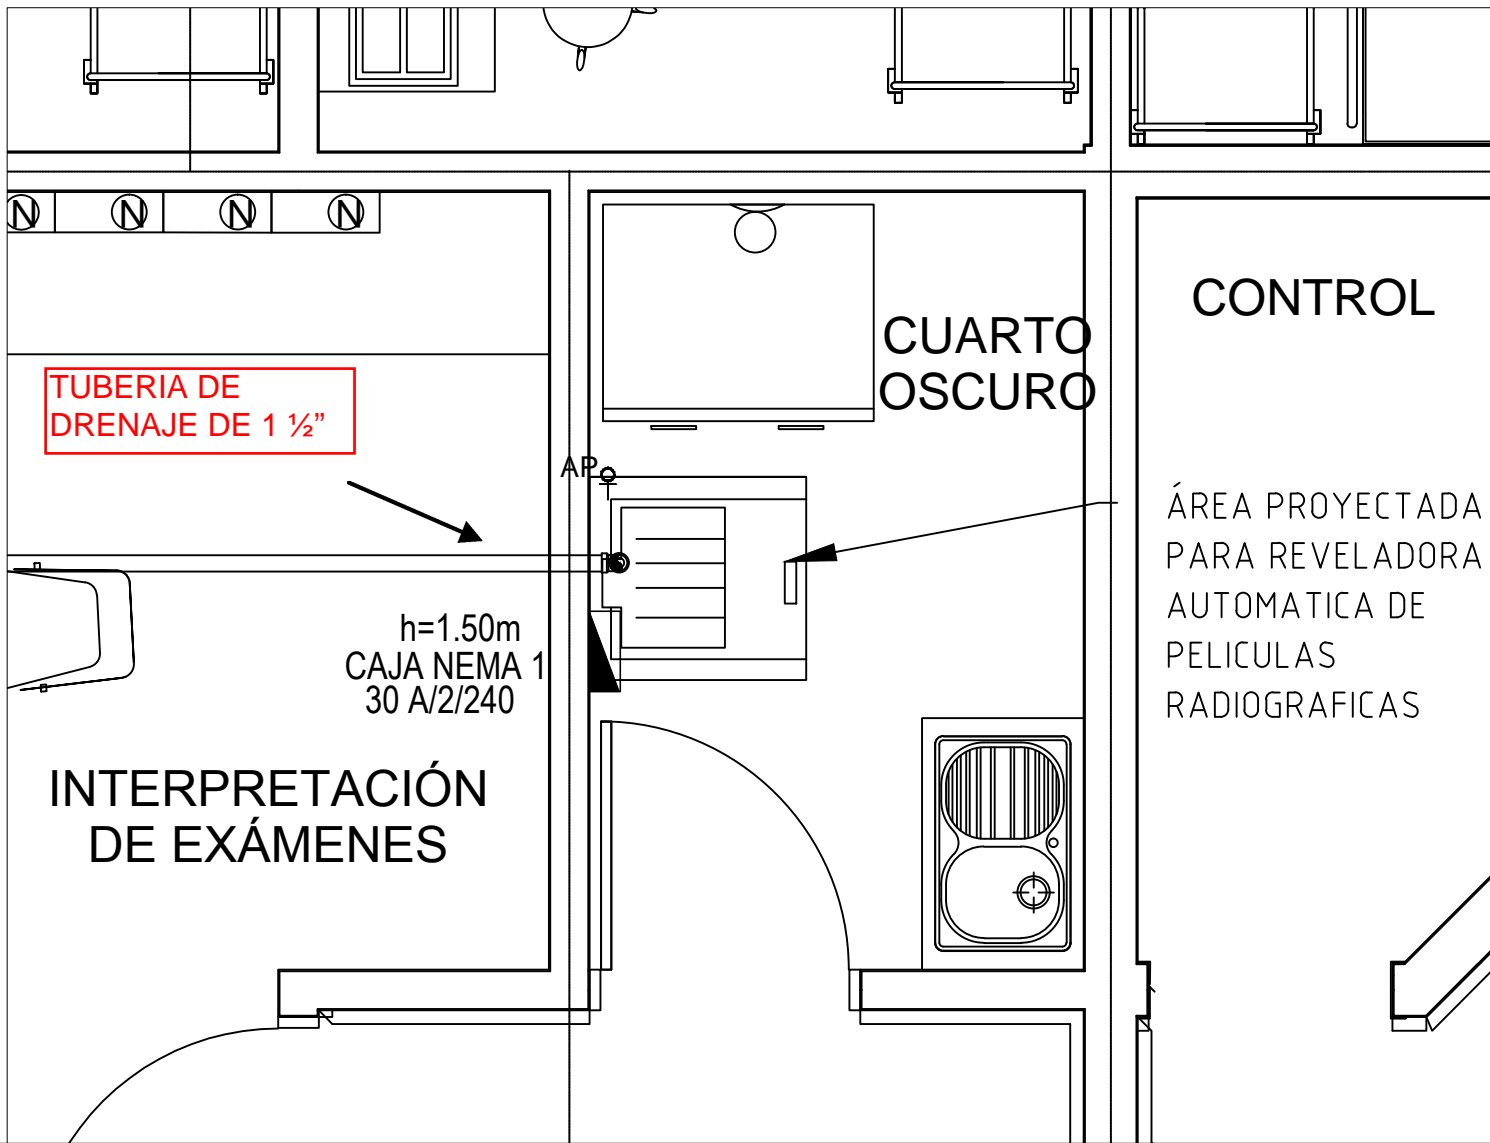 N N N N
CONTROL
CUARTO
OSCURO
TUBERIA DE
DRENAJE DE 1 ½”
AP
ÁREA PROYECTADA
PARA REVELADORA
AUTOMATICA DE
PELICULAS
RADIOGRAFICAS
h=1.50m
CAJA NEMA 1
30 A/2/240
INTERPRETACIÓN
DE EXÁMENES